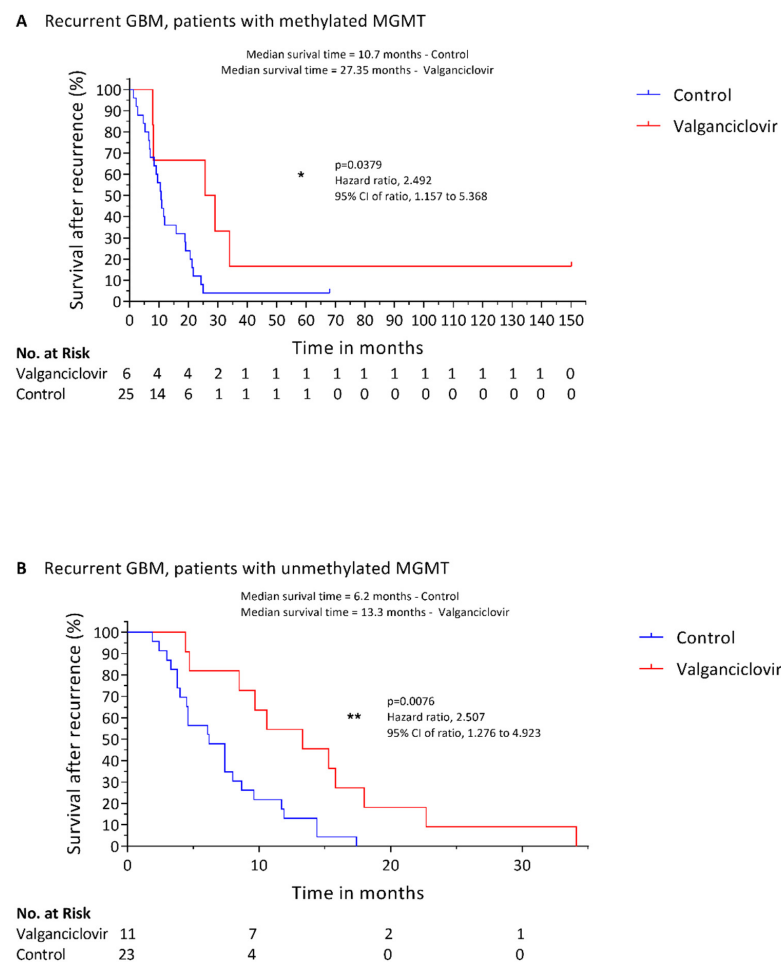 A Recurrent GBM, patients with methylated MGMT
Median surival time = 10.7 months - Control
Median survival time = 27.35 months - Valganciclovir
Survival after recurrence (%)
100
90
80
70
60
50
40
30
20
10
0
Control
Valganciclovir
*
p=0.0379
Hazard ratio, 2.492
95% CI of ratio, 1.157 to 5.368
0 10 20 30 40 50 60 70 80 90 100 110 120 130 140 150
Time in months
No. at Risk
Valganciclovir 6 4 4 2 1 1 1 1 1 1 1 1 1 1 1 0
Control 25 14 6 1 1 1 1 0 0 0 0 0 0 0 0 0
B Recurrent GBM, patients with unmethylated MGMT
Median surival time = 6.2 months - Control
Median survival time = 13.3 months - Valganciclovir
Survival after recurrence (%)
100
90
80
70
60
50
40
30
20
10
0
Control
Valganciclovir
**
p=0.0076
Hazard ratio, 2.507
95% CI of ratio, 1.276 to 4.923
0 10 20 30
Time in months
No. at Risk
Valganciclovir 11 7 2 1
Control 23 4 0 0